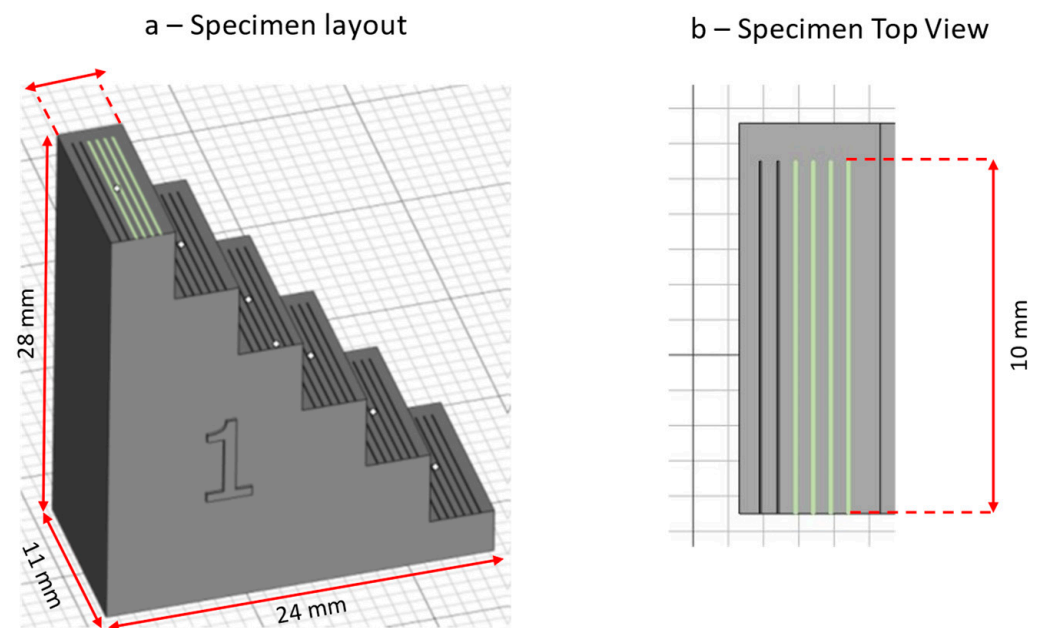 a – Specimen layout
b – Specimen Top View
28 mm
11 mm
24 mm
1
10 mm